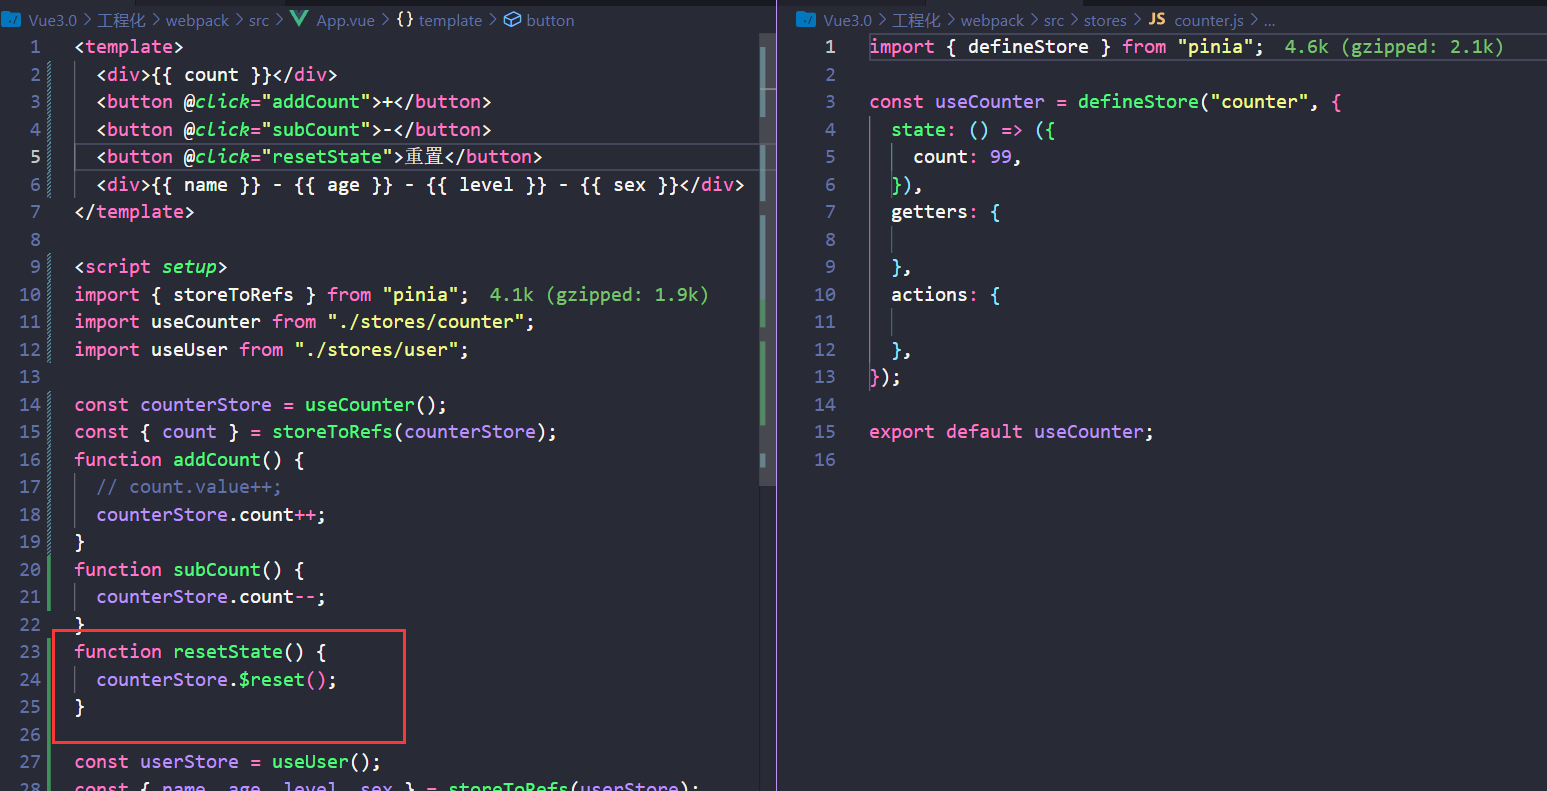 Vue3.0 > 工程化 > webpack > src > App.vue > {} template > button
1 <template>
2 <div>{{ count }}</div>
3 <button @click="addCount">+</button>
4 <button @click="subCount">-</button>
5 <button @click="resetState">重置</button>
6 <div>{{ name }} - {{ age }} - {{ level }} - {{ sex }}</div>
7 </template>
8
9 <script setup>
10 import { storeToRefs } from "pinia"; 4.1k (gzipped: 1.9k)
11 import useCounter from "./stores/counter";
12 import useUser from "./stores/user";
13
14 const counterStore = useCounter();
15 const { count } = storeToRefs(counterStore);
16 function addCount() {
17 // count.value++;
18 counterStore.count++;
19 }
20 function subCount() {
21 counterStore.count--;
22 }
23 function resetState() {
24 counterStore.$reset();
25 }
26
27 const userStore = useUser();
28 const { name, age, level, sex } = storeToRefs(userStore);
Vue3.0 > 工程化 > webpack > src > stores > JS counter.js > ...
1 import { defineStore } from "pinia"; 4.6k (gzipped: 2.1k)
2
3 const useCounter = defineStore("counter", {
4 state: () => ({
5 count: 99,
6 }),
7 getters: {
8
9 },
10 actions: {
11
12 },
13 });
14
15 export default useCounter;
16